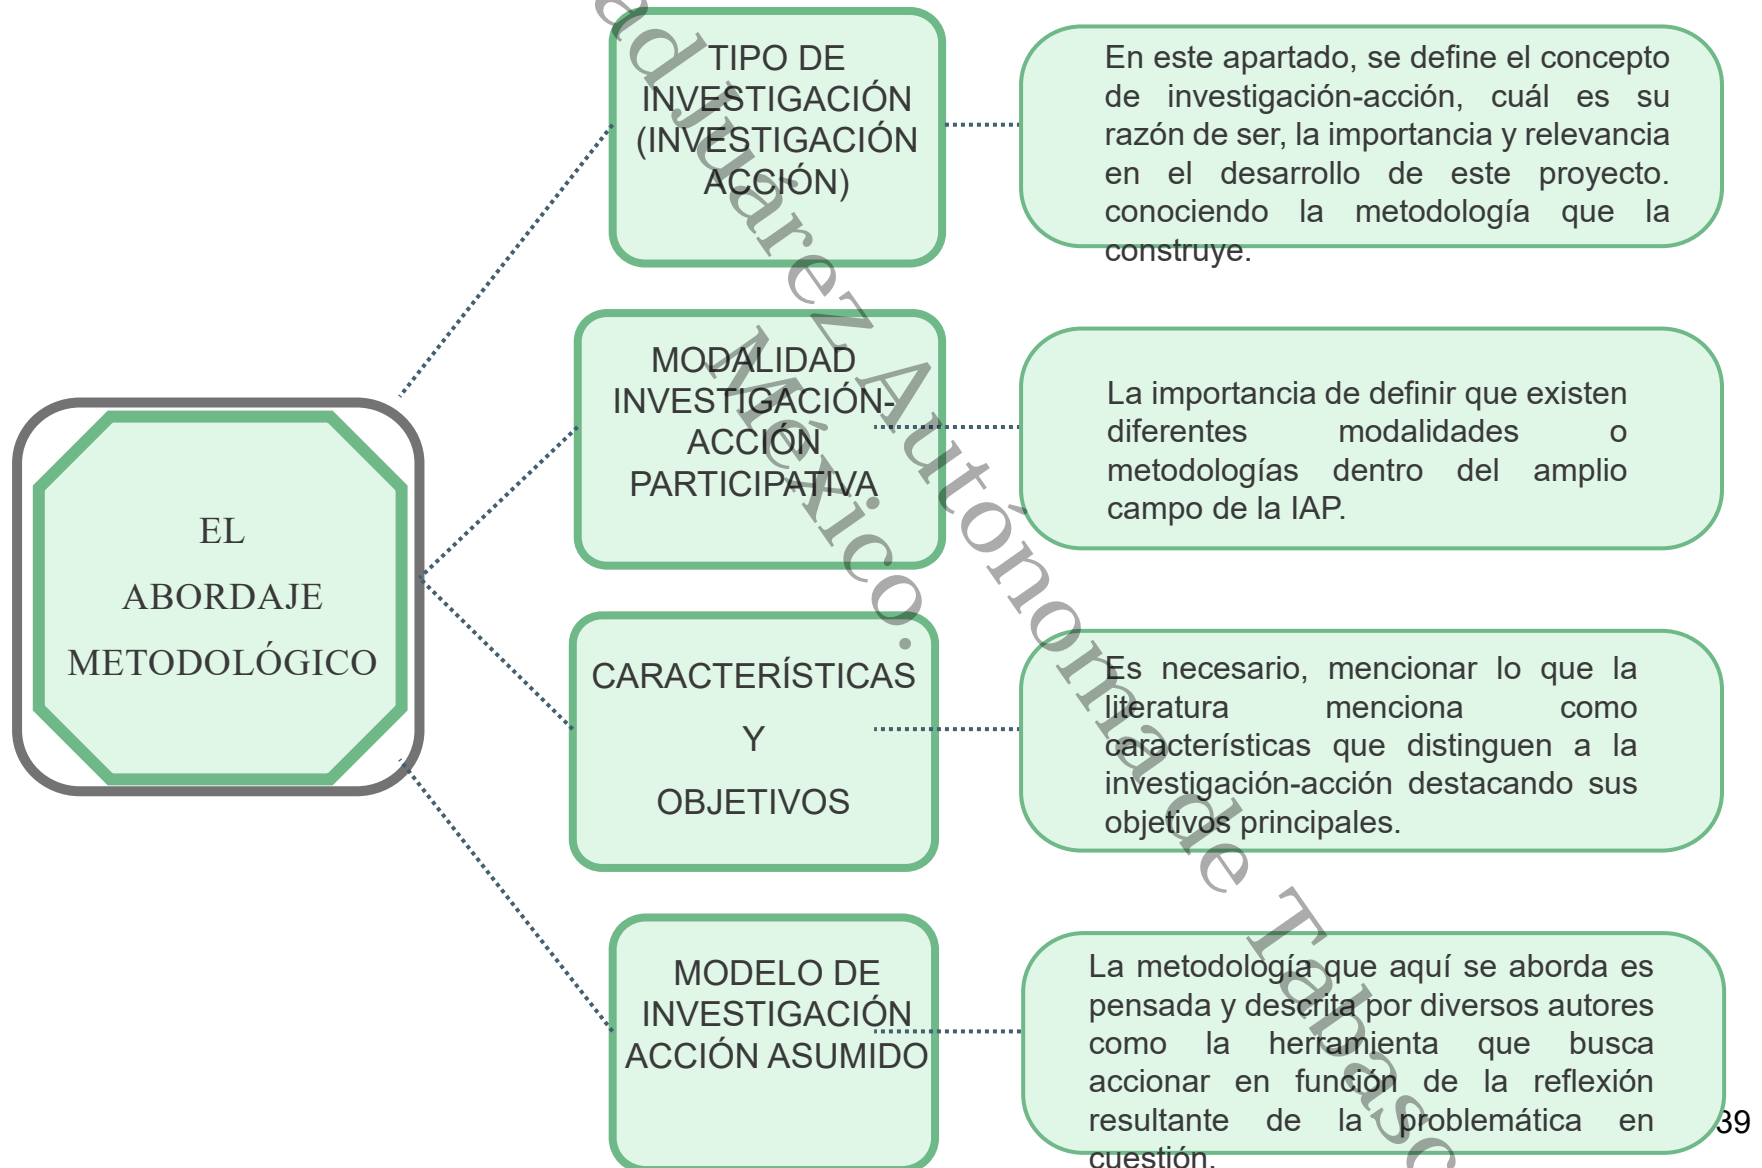 TIPO DE
INVESTIGACIÓN
(INVESTIGACIÓN
ACCIÓN)
En este apartado, se define el concepto
de investigación-acción, cuál es su
razón de ser, la importancia y relevancia
en el desarrollo de este proyecto.
conociendo la metodología que la
construye.
MODALIDAD
INVESTIGACIÓN-
ACCIÓN
PARTICIPATIVA
La importancia de definir que existen
diferentes modalidades o
metodologías dentro del amplio
campo de la IAP.
EL
ABORDAJE
METODOLÓGICO
CARACTERÍSTICAS
Y
OBJETIVOS
Es necesario, mencionar lo que la
literatura menciona como
características que distinguen a la
investigación-acción destacando sus
objetivos principales.
MODELO DE
INVESTIGACIÓN
ACCIÓN ASUMIDO
La metodología que aquí se aborda es
pensada y descrita por diversos autores
como la herramienta que busca
accionar en función de la reflexión
resultante de la problemática en
cuestión.
39
ad Juárez Autónoma de Tabasc
México.